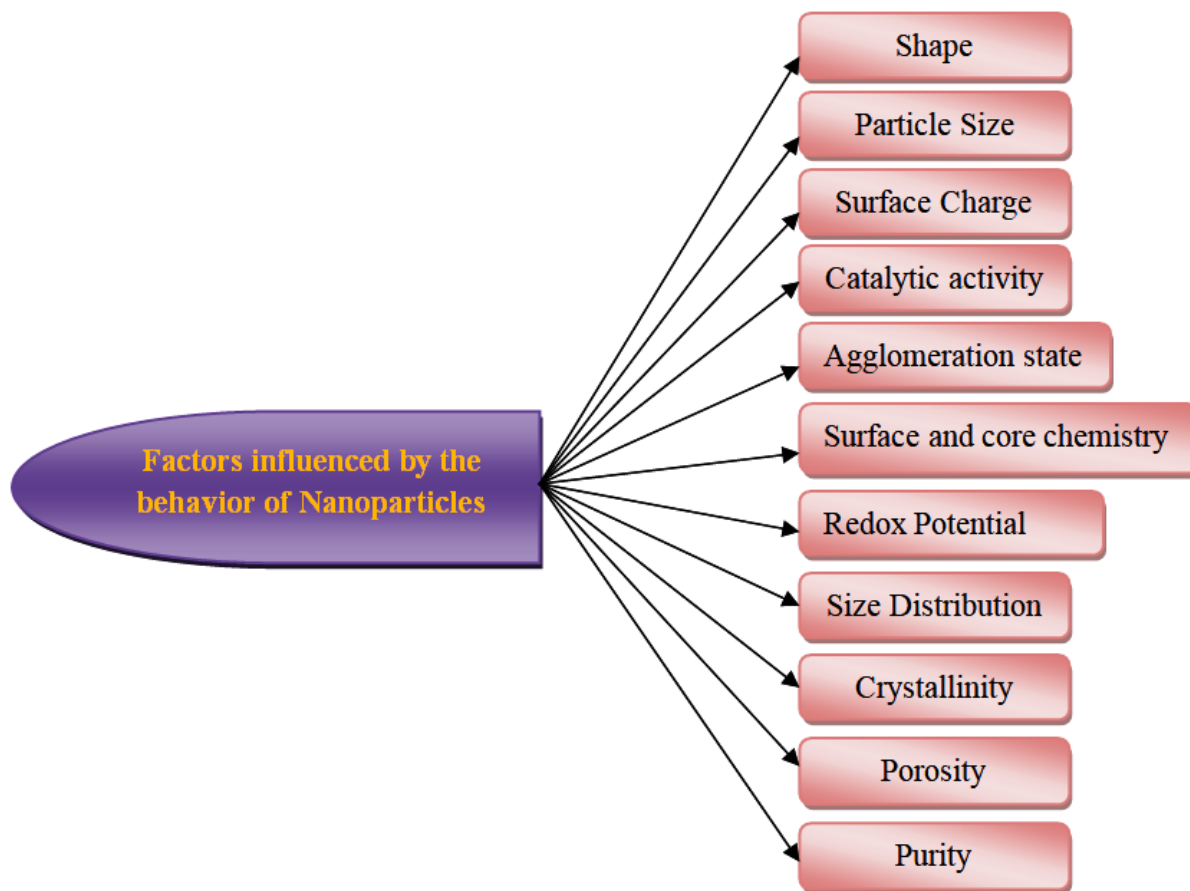 Shape
Particle Size
Surface Charge
Catalytic activity
Agglomeration state
Factors influenced by the
behavior of Nanoparticles
Surface and core chemistry
Redox Potential
Size Distribution
Crystallinity
Porosity
Purity